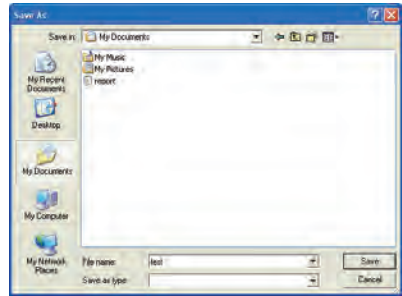 Save As
Save in:
My Documents
My Music
My Pictures
report
My Recent
Documents
Desktop
My Documents
My Computer
My Network
Places
File name:
test
Save
Save as type:
Cancel